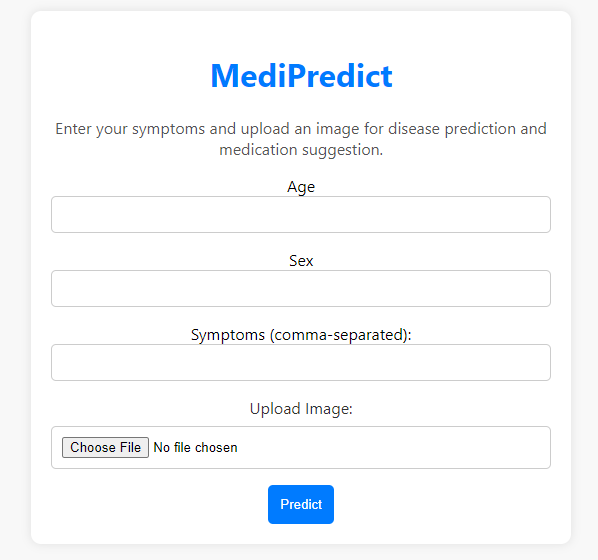 MediPredict
Enter your symptoms and upload an image for disease prediction and
medication suggestion.
Age
Sex
Symptoms (comma-separated):
Upload Image:
Choose File No file chosen
Predict